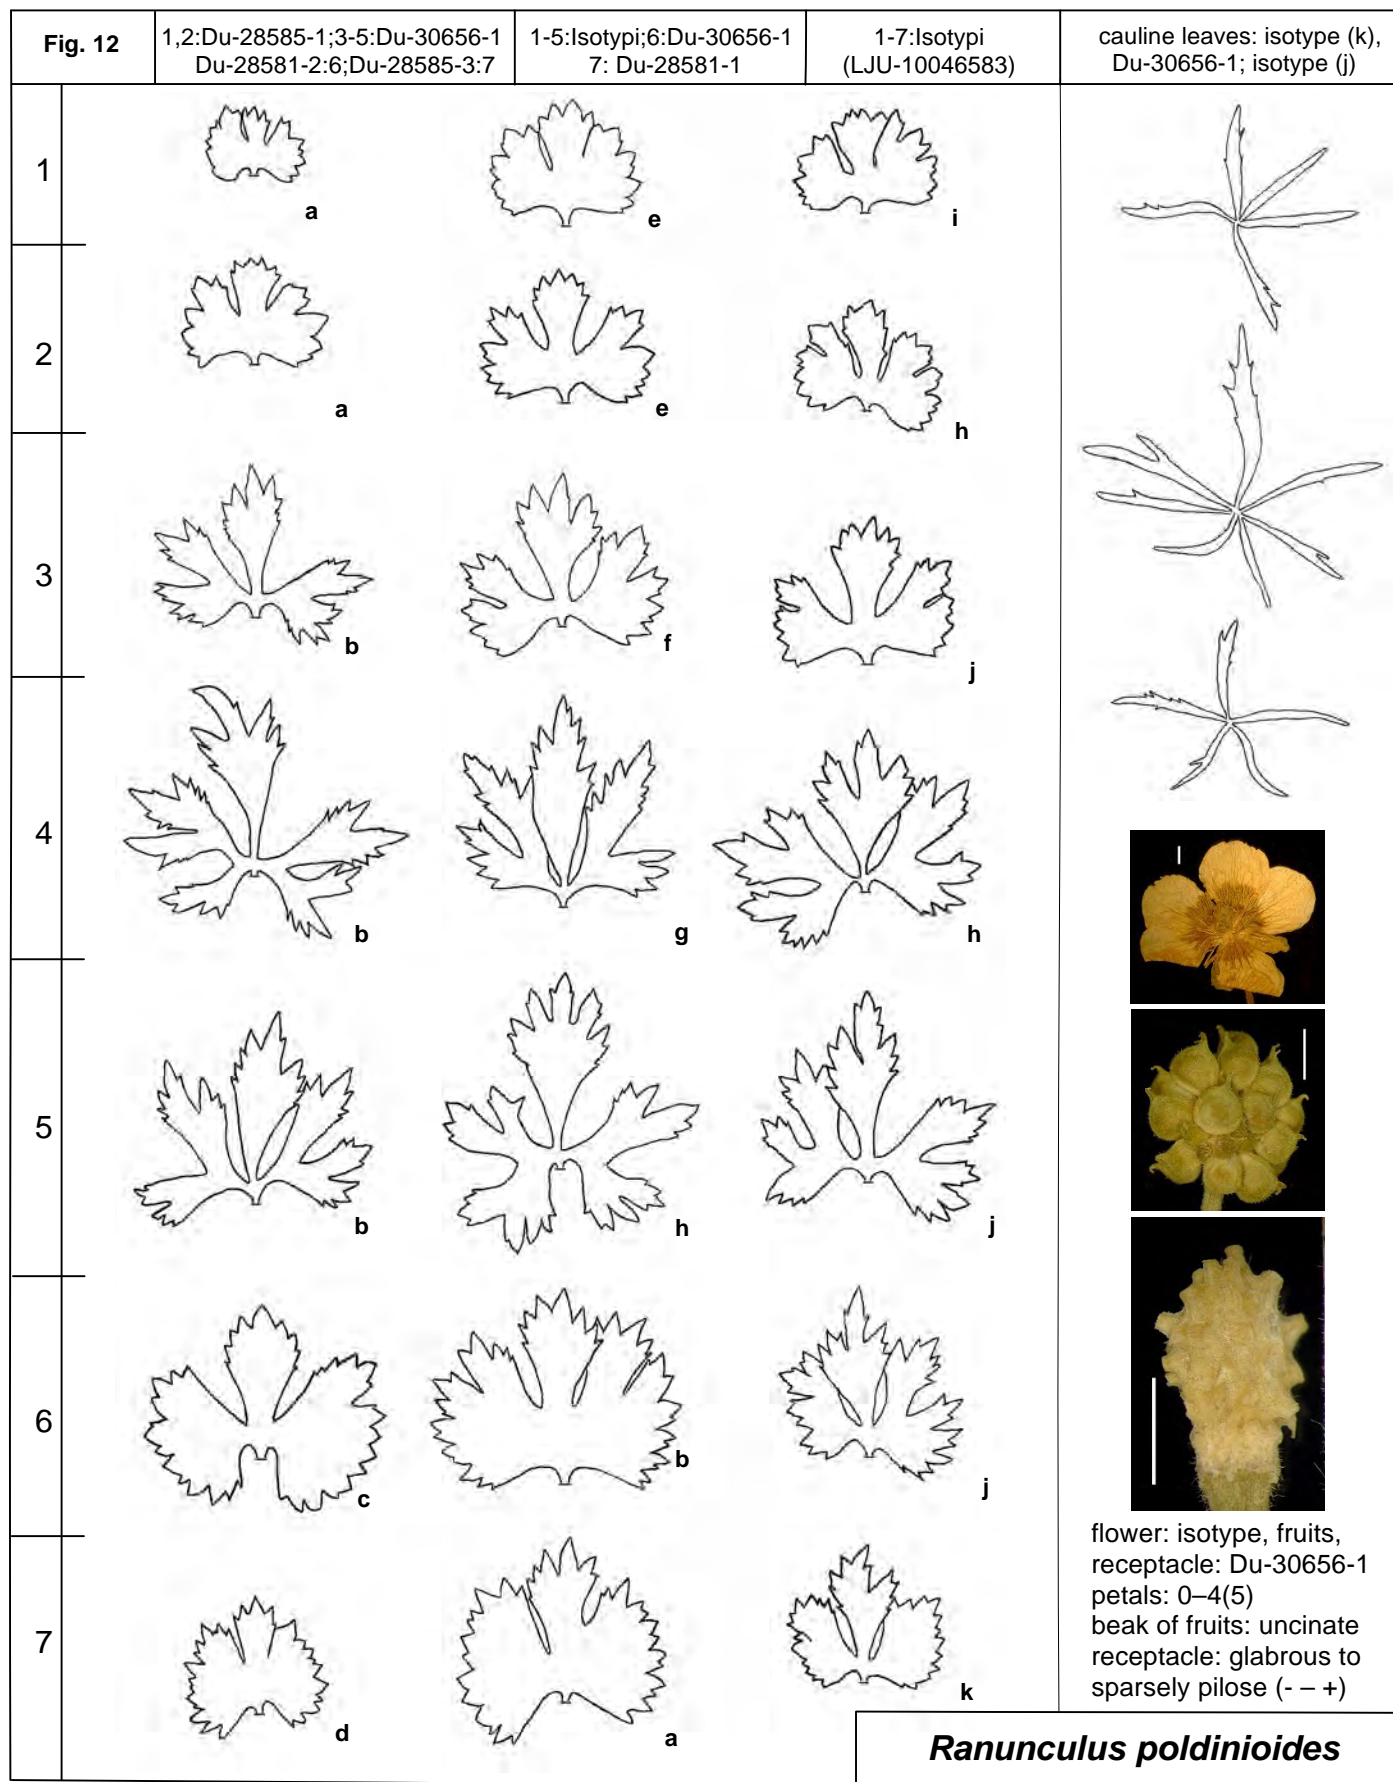 Fig. 12
1,2:Du-28585-1;3-5:Du-30656-1
Du-28581-2:6;Du-28585-3:7
1-5:Isotypi;6:Du-30656-1
7: Du-28581-1
1-7:Isotypi
(LJU-10046583)
cauline leaves: isotype (k),
Du-30656-1; isotype (j)
1
a
e
i
2
a
e
h
3
b
f
j
4
b
g
h
5
b
h
j
6
c
b
j
7
d
a
k
flower: isotype, fruits,
receptacle: Du-30656-1
petals: 0–4(5)
beak of fruits: uncinate
receptacle: glabrous to
sparsely pilose (- – +)
Ranunculus poldinioides